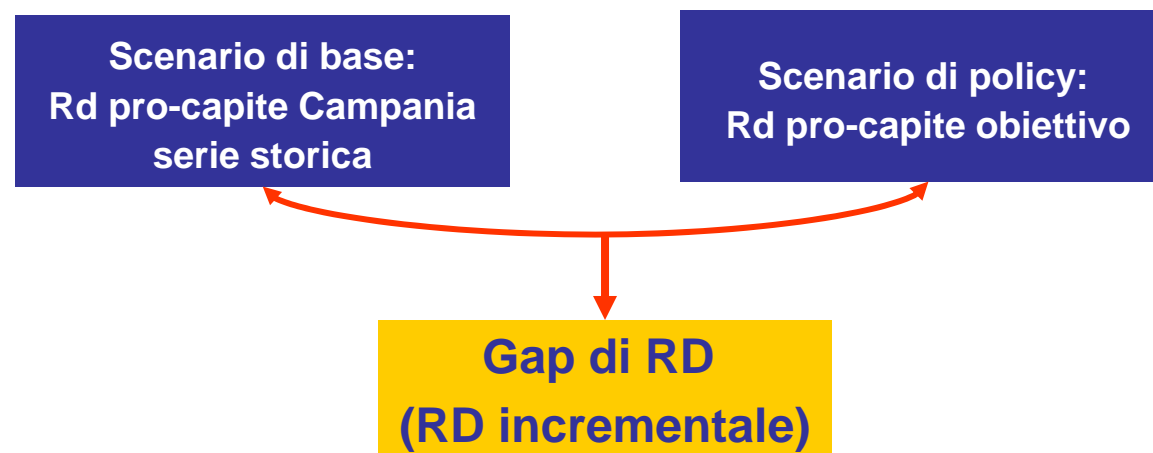 Scenario di base:
Rd pro-capite Campania
serie storica
Scenario di policy:
Rd pro-capite obiettivo
Gap di RD
(RD incrementale)